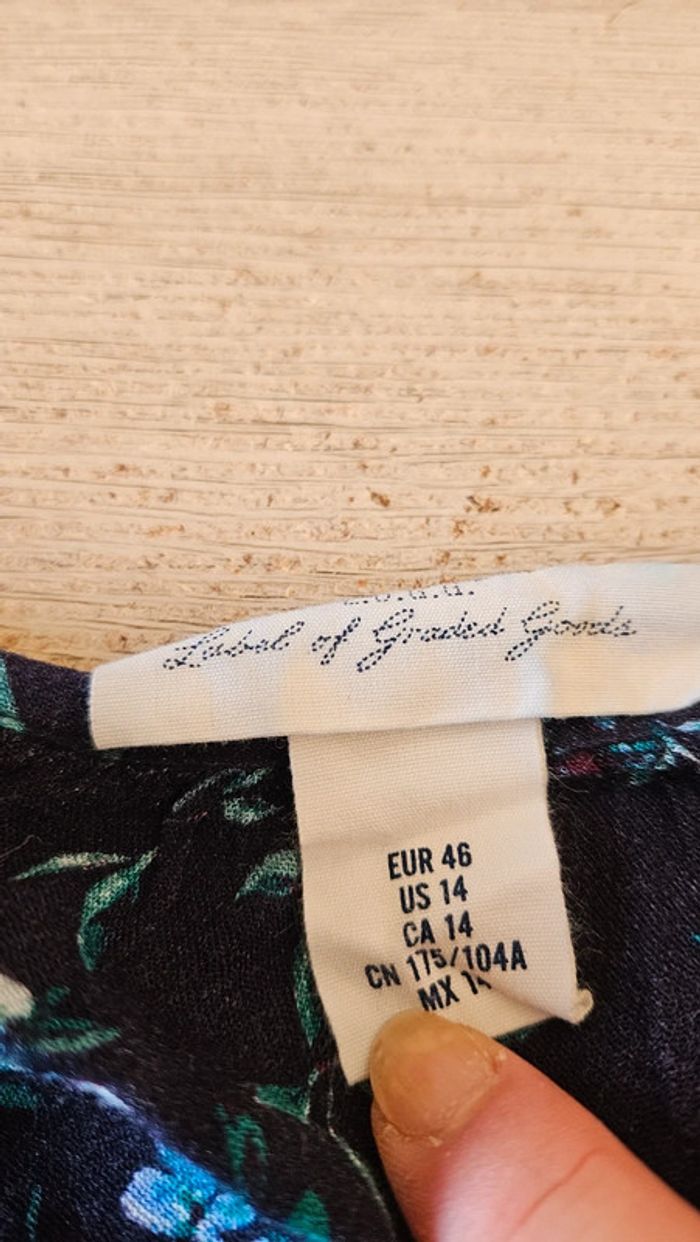 L.O.G.G.
Label of Graded Goods
EUR 46
US 14
CA 14
CN 175/104A
MX 14